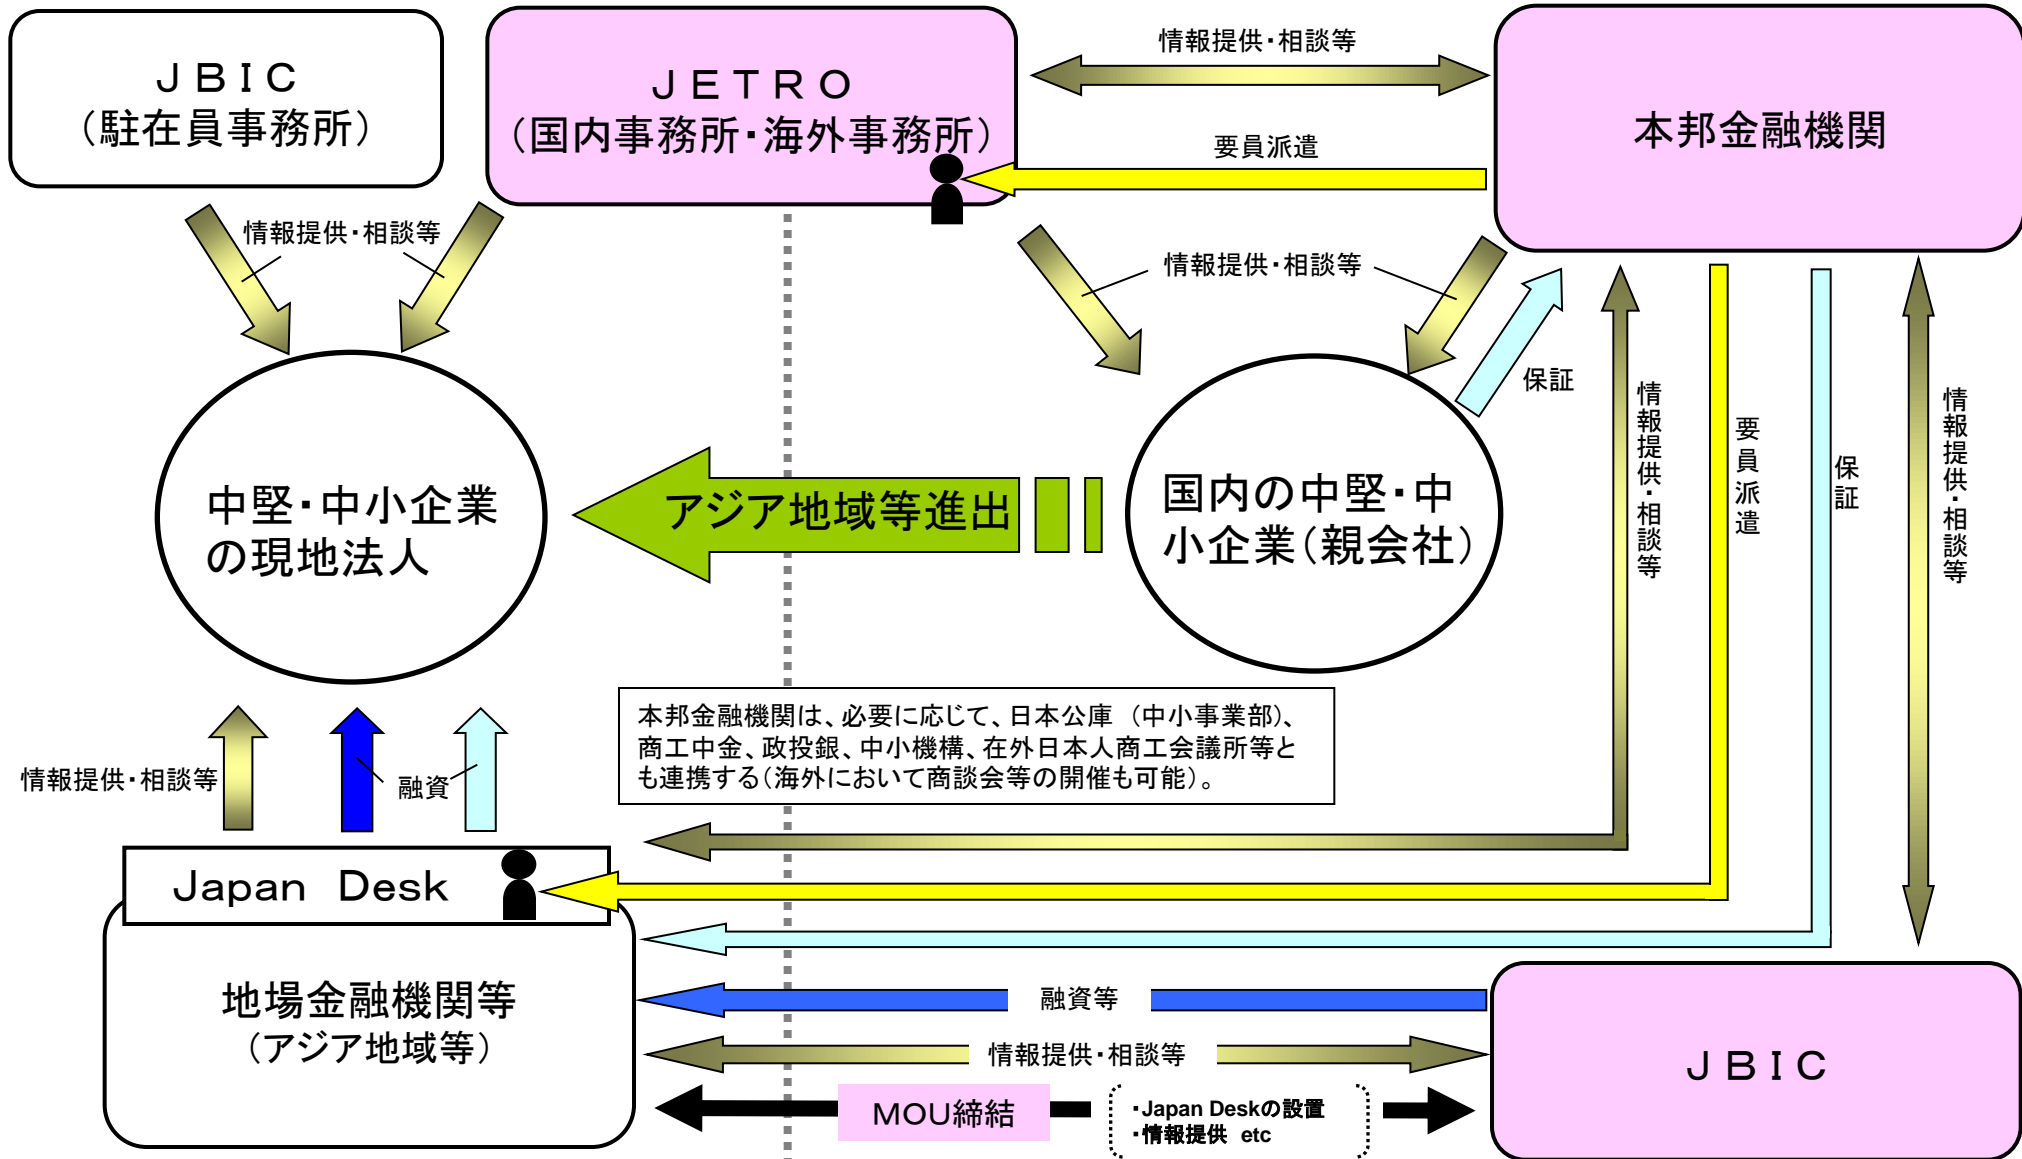 ＪＢＩＣ
（駐在員事務所）
ＪＥＴＲＯ
（国内事務所・海外事務所）
情報提供・相談等
要員派遣
本邦金融機関
情報提供・相談等
情報提供・相談等
保証
中堅・中小企業
の現地法人
アジア地域等進出
国内の中堅・中
小企業（親会社）
情報提供・相談等
要員派遣
保証
情報提供・相談等
本邦金融機関は、必要に応じて、日本公庫　（中小事業部）、
商工中金、政投銀、中小機構、在外日本人商工会議所等と
も連携する（海外において商談会等の開催も可能）。
情報提供・相談等
融資
Ｊａｐａｎ　Ｄｅｓｋ
地場金融機関等
（アジア地域等）
融資等
情報提供・相談等
ＭＯＵ締結
・Japan Deskの設置
・情報提供 etc
ＪＢＩＣ